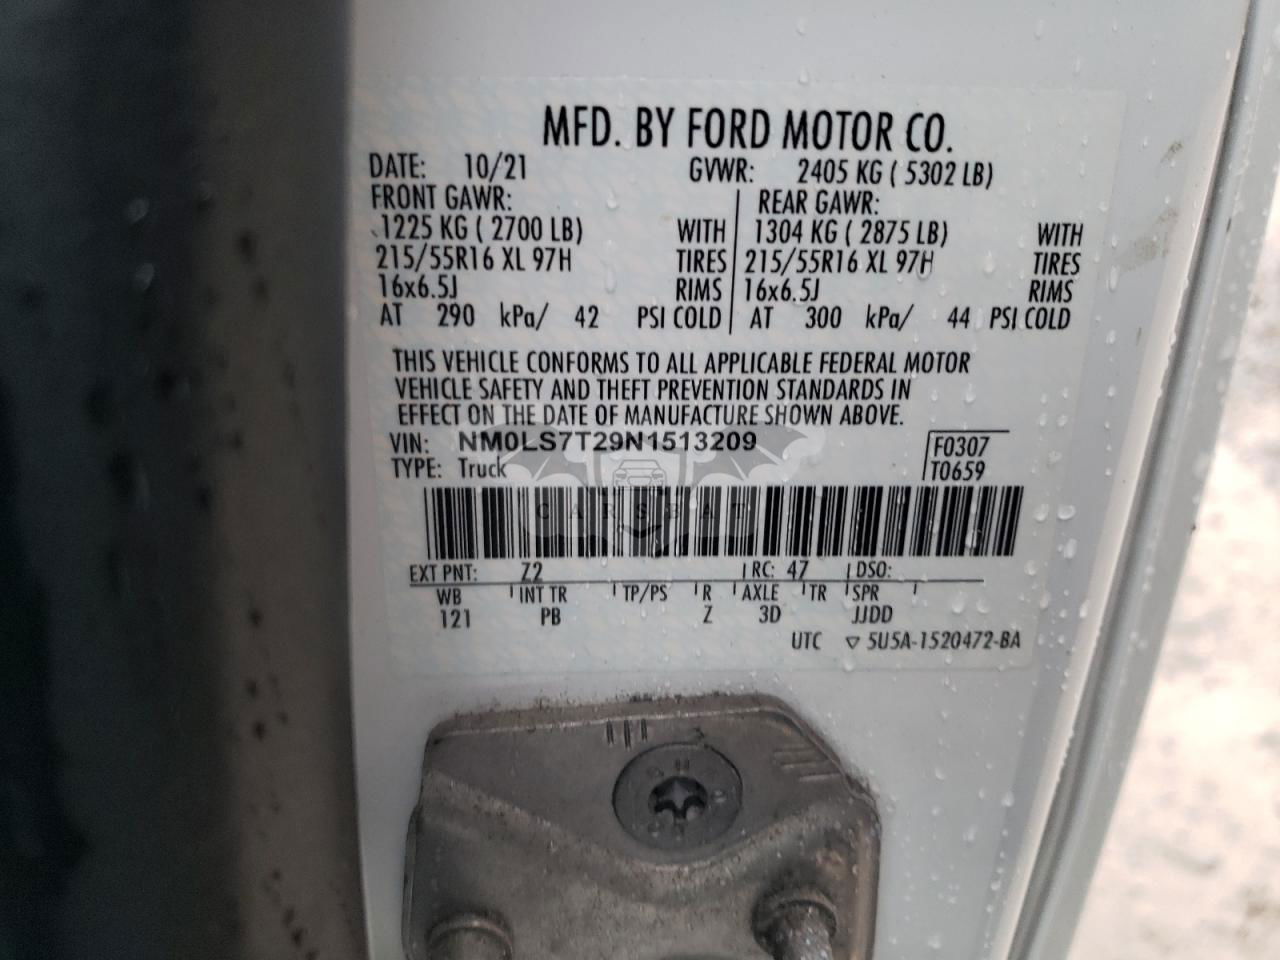 MFD. BY FORD MOTOR CO.
DATE: 10/21 GVWR: 2405 KG ( 5302 LB)
FRONT GAWR: REAR GAWR:
1225 KG ( 2700 LB) WITH 1304 KG ( 2875 LB) WITH
215/55R16 XL 97H TIRES 215/55R16 XL 97H TIRES
16x6.5J RIMS 16x6.5J RIMS
AT 290 kPa/ 42 PSI COLD AT 300 kPa/ 44 PSI COLD
THIS VEHICLE CONFORMS TO ALL APPLICABLE FEDERAL MOTOR
VEHICLE SAFETY AND THEFT PREVENTION STANDARDS IN
EFFECT ON THE DATE OF MANUFACTURE SHOWN ABOVE.
VIN: NM0LS7T29N1513209 F0307
TYPE: Truck T0659
CARSBAT
EXT PNT: Z2 RC: 47 DSO:
WB INT TR TP/PS R AXLE TR SPR
121 PB Z 3D JJDD
UTC ▽ 5U5A-1520472-BA